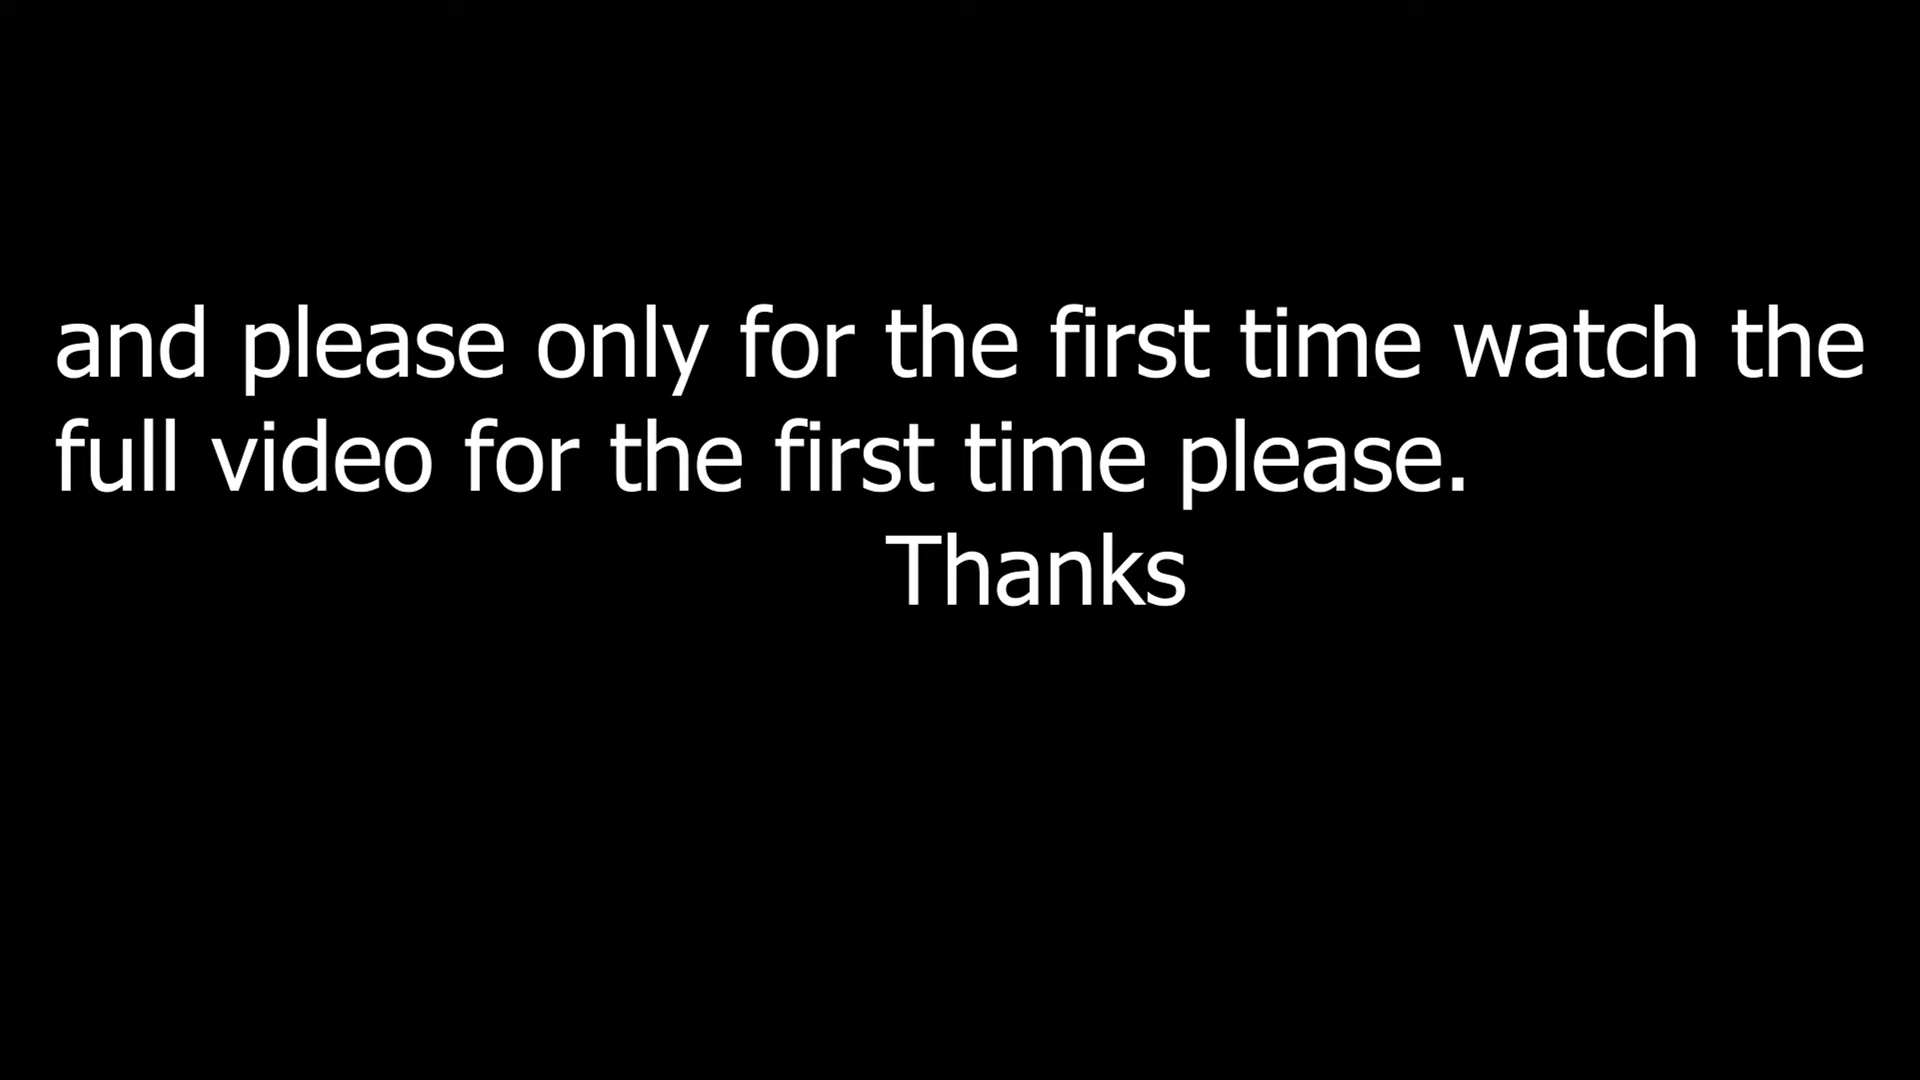 and please only for the first time watch the
full video for the first time please.
Thanks